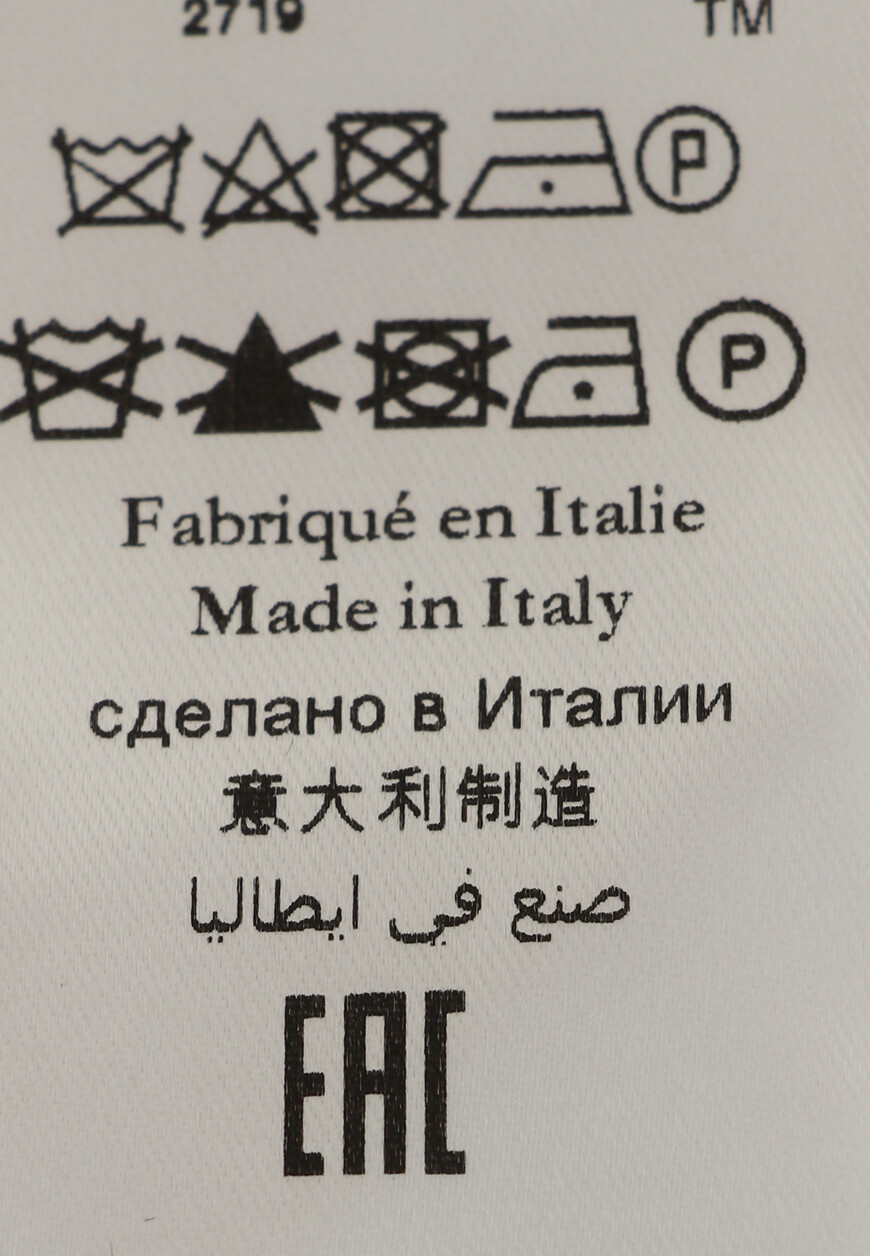 2719 TM
P
P
Fabriqué en Italie
Made in Italy
сделано в Италии
意大利制造
صنع في ايطاليا
EAC